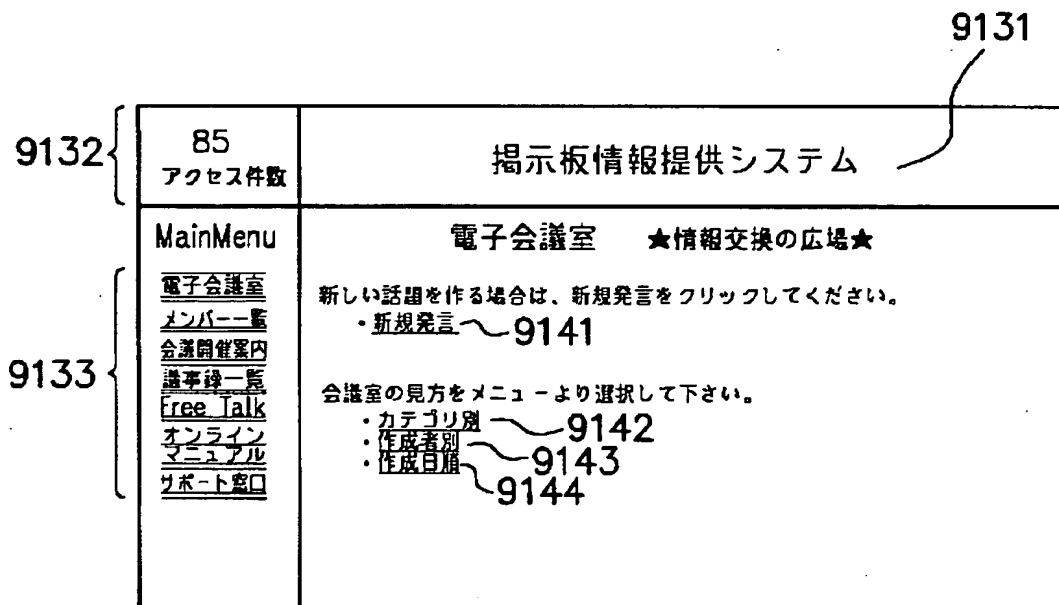 9131
9132
85
アクセス件数
掲示板情報提供システム
MainMenu
電子会議室 ★情報交換の広場★
9133
電子会議室
メンバー一覧
会議開催案内
議事録一覧
Free Talk
オンライン
マニュアル
サポート窓口
新しい話題を作る場合は、新規発言をクリックしてください。
・新規発言 9141
会議室の見方をメニューより選択して下さい。
・カテゴリ別 9142
・作成者別 9143
・作成日順 9144